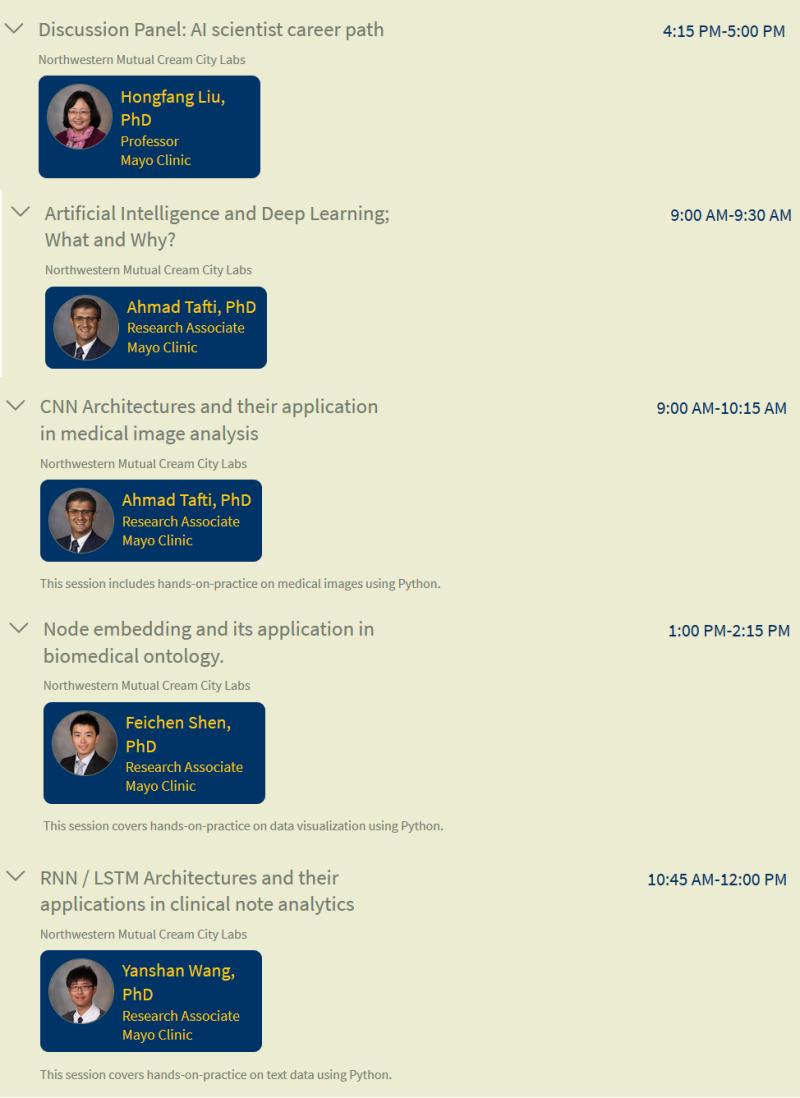 Discussion Panel: AI scientist career path
4:15 PM-5:00 PM
Northwestern Mutual Cream City Labs
Hongfang Liu,
PhD
Professor
Mayo Clinic
Artificial Intelligence and Deep Learning;
What and Why?
9:00 AM-9:30 AM
Northwestern Mutual Cream City Labs
Ahmad Tafti, PhD
Research Associate
Mayo Clinic
CNN Architectures and their application
in medical image analysis
9:00 AM-10:15 AM
Northwestern Mutual Cream City Labs
Ahmad Tafti, PhD
Research Associate
Mayo Clinic
This session includes hands-on-practice on medical images using Python.
Node embedding and its application in
biomedical ontology.
1:00 PM-2:15 PM
Northwestern Mutual Cream City Labs
Feichen Shen,
PhD
Research Associate
Mayo Clinic
This session covers hands-on-practice on data visualization using Python.
RNN / LSTM Architectures and their
applications in clinical note analytics
10:45 AM-12:00 PM
Northwestern Mutual Cream City Labs
Yanshan Wang,
PhD
Research Associate
Mayo Clinic
This session covers hands-on-practice on text data using Python.